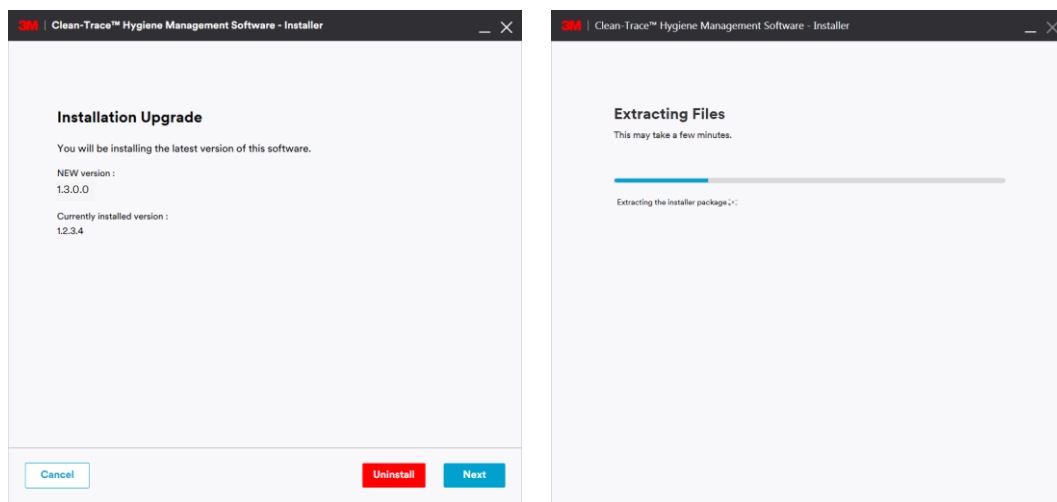 3M | Clean-Trace™ Hygiene Management Software - Installer
Installation Upgrade
You will be installing the latest version of this software.
NEW version :
1.3.0.0
Currently installed version :
1.2.3.4
Cancel
Uninstall
Next
3M | Clean-Trace™ Hygiene Management Software - Installer
Extracting Files
This may take a few minutes.
Extracting the installer package